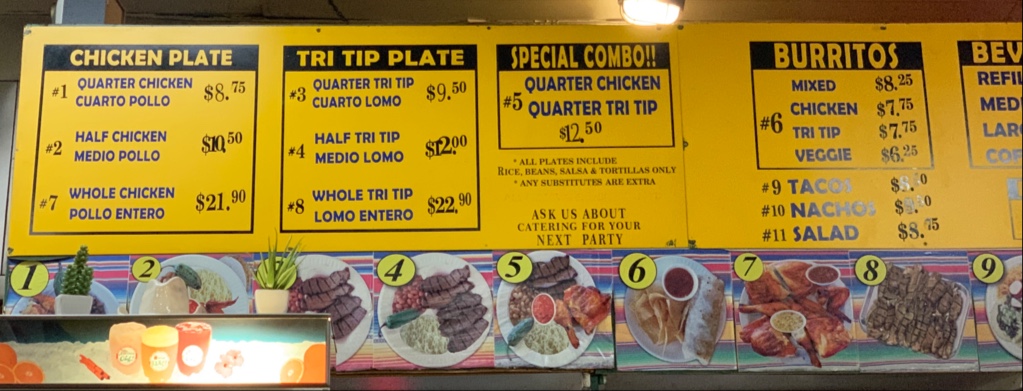 CHICKEN PLATE
#1 QUARTER CHICKEN
CUARTO POLLO $8.75
#2 HALF CHICKEN
MEDIO POLLO $10.50
#7 WHOLE CHICKEN
POLLO ENTERO $21.90
TRI TIP PLATE
#3 QUARTER TRI TIP
CUARTO LOMO $9.50
#4 HALF TRI TIP
MEDIO LOMO $12.00
#8 WHOLE TRI TIP
LOMO ENTERO $22.90
SPECIAL COMBO!!
#5 QUARTER CHICKEN
QUARTER TRI TIP
$12.50
* ALL PLATES INCLUDE
RICE, BEANS, SALSA & TORTILLAS ONLY
* ANY SUBSTITUTES ARE EXTRA
ASK US ABOUT
CATERING FOR YOUR
NEXT PARTY
BURRITOS
#6
MIXED $8.25
CHICKEN $7.75
TRI TIP $7.75
VEGGIE $6.25
#9 TACOS
#10 NACHOS
#11 SALAD $8.75
BEV
REFIL
MEDI
LARG
COF
1
2
4
5
6
7
8
9